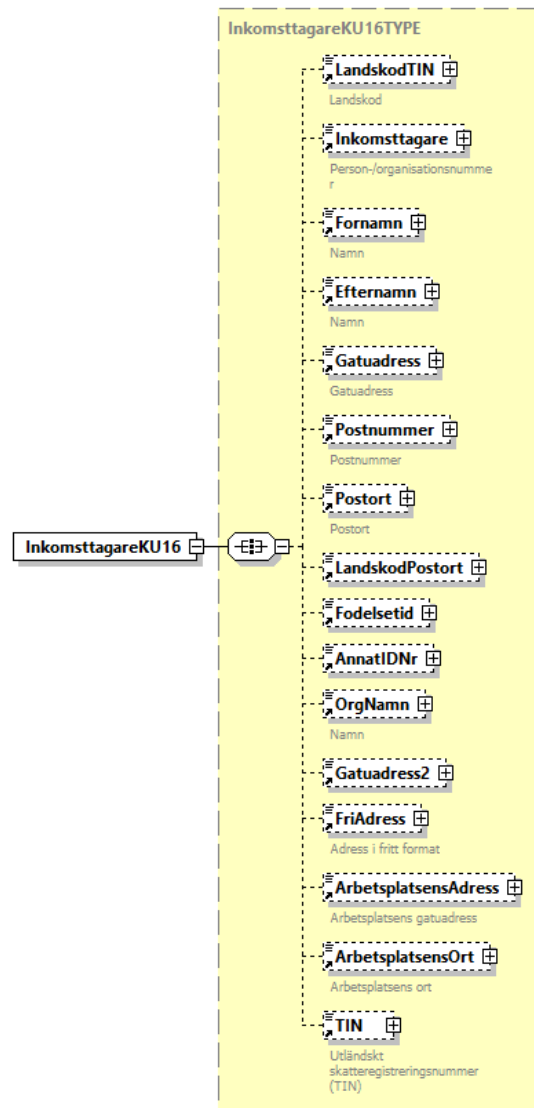 InkomsttagareKU16TYPE
LandskodTIN
Landskod
Inkomsttagare
Person-/organisationsnumme
r
Fornamn
Namn
Efternamn
Namn
Gatuadress
Gatuadress
Postnummer
Postnummer
Postort
Postort
InkomsttagareKU16
LandskodPostort
Fodelsetid
AnnatIDNr
OrgNamn
Namn
Gatuadress2
FriAdress
Adress i fritt format
ArbetsplatsensAdress
Arbetsplatsens gatuadress
ArbetsplatsensOrt
Arbetsplatsens ort
TIN
Utländskt
skatteregistreringsnummer
(TIN)